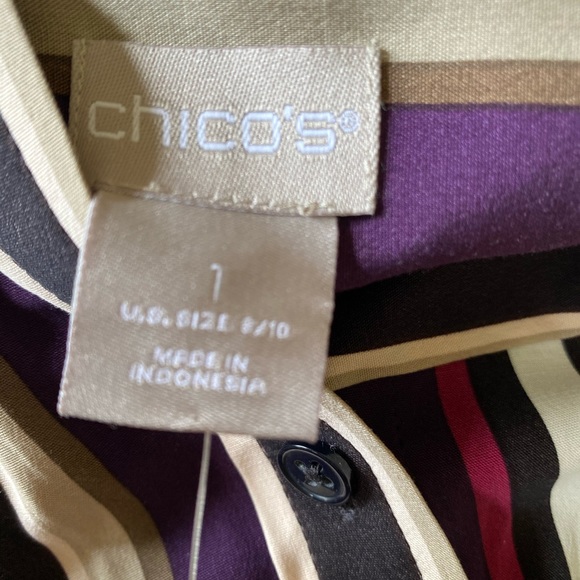 chico's®
1
U.S. SIZE 8/10
MADE IN
INDONESIA